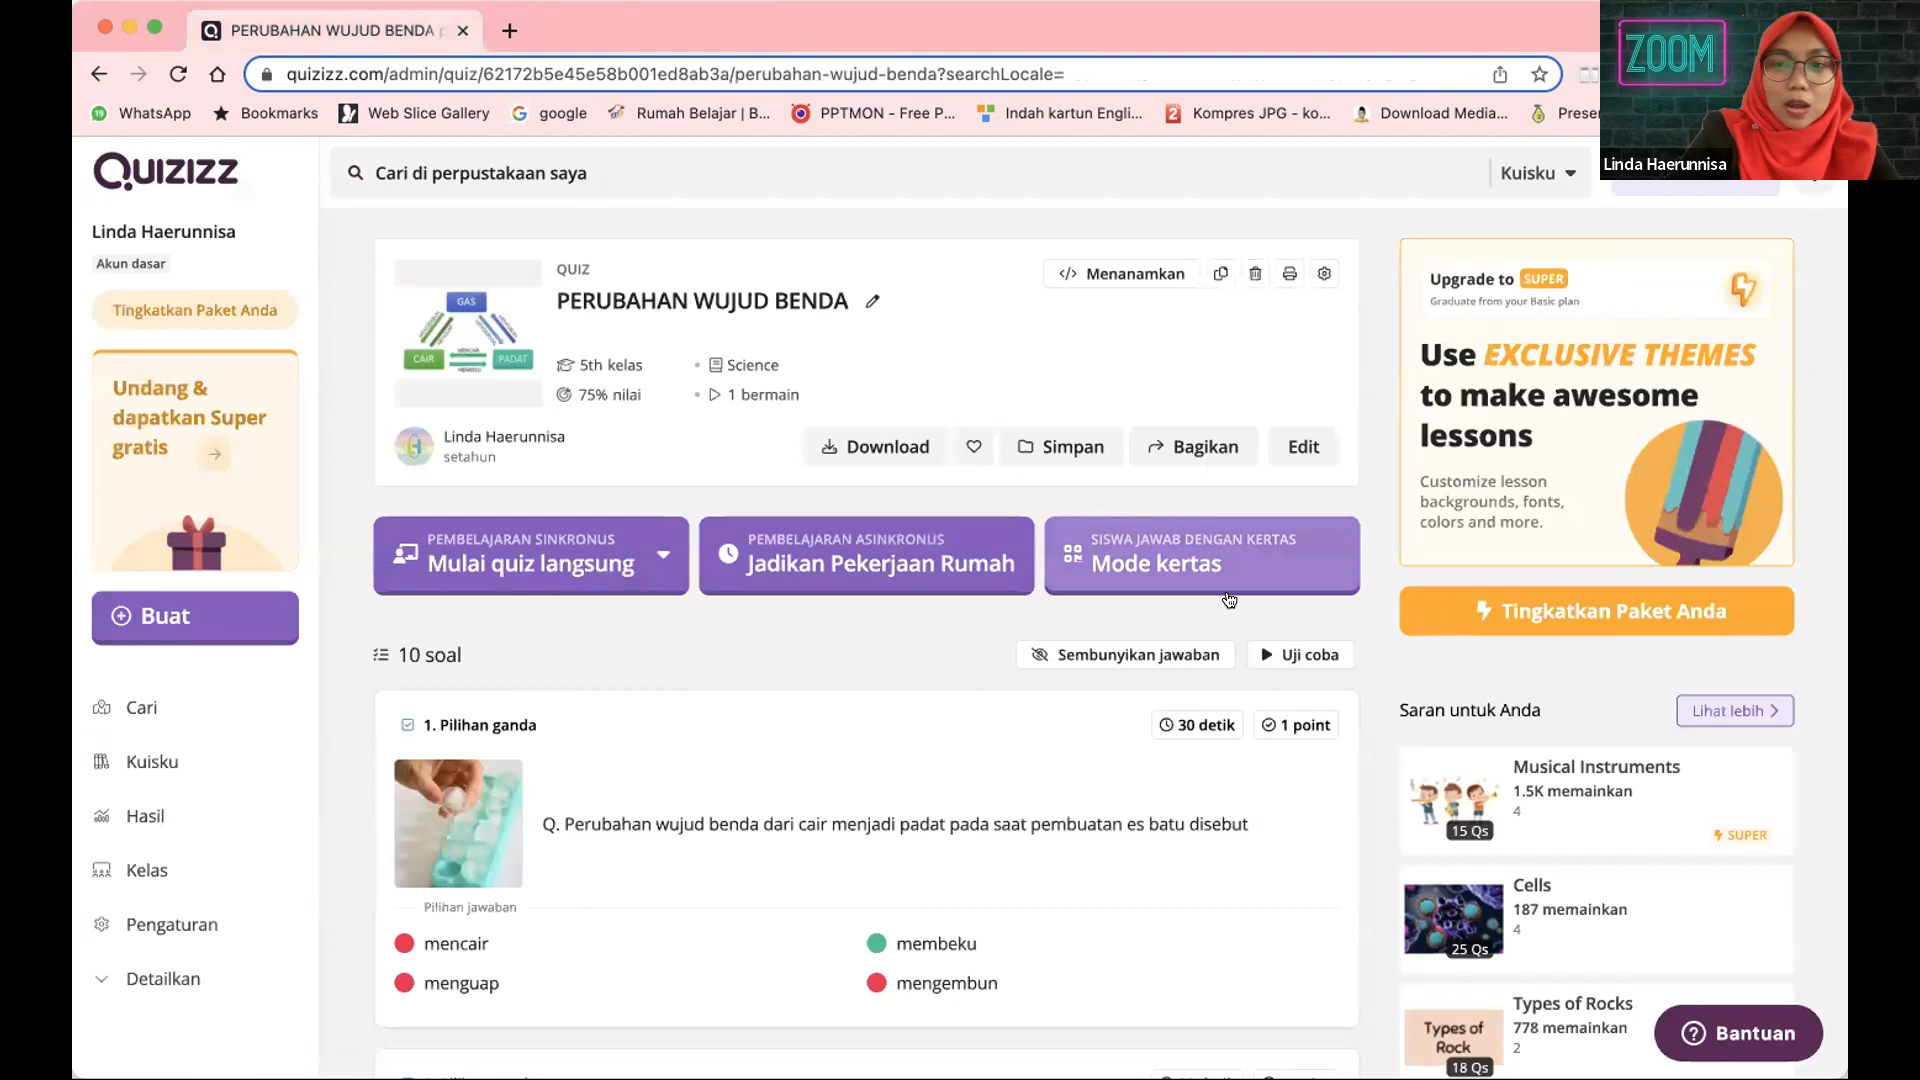 PERUBAHAN WUJUD BENDA
quizizz.com/admin/quiz/62172b5e45e58b001ed8ab3a/perubahan-wujud-benda?searchLocale=
WhatsApp
Bookmarks
Web Slice Gallery
google
Rumah Belajar | B...
PPTMON - Free P...
Indah kartun Engli...
Kompres JPG - ko...
Download Media...
Preser
ZOOM
Linda Haerunnisa
QUIZIZZ
Cari di perpustakaan saya
Kuisku
Linda Haerunnisa
Akun dasar
Tingkatkan Paket Anda
Undang &
dapatkan Super
gratis
Buat
Cari
Kuisku
Hasil
Kelas
Pengaturan
Detailkan
GAS
CAIR
PADAT
QUIZ
PERUBAHAN WUJUD BENDA
Menanamkan
5th kelas
• Science
75% nilai
• 1 bermain
Linda Haerunnisa
setahun
Download
Simpan
Bagikan
Edit
PEMBELAJARAN SINKRONUS
Mulai quiz langsung
PEMBELAJARAN ASINKRONUS
Jadikan Pekerjaan Rumah
SISWA JAWAB DENGAN KERTAS
Mode kertas
10 soal
Sembunyikan jawaban
Uji coba
1. Pilihan ganda
30 detik
1 point
Q. Perubahan wujud benda dari cair menjadi padat pada saat pembuatan es batu disebut
Pilihan jawaban
mencair
membeku
menguap
mengembun
Upgrade to SUPER
Graduate from your Basic plan
Use EXCLUSIVE THEMES
to make awesome
lessons
Customize lesson
backgrounds, fonts,
colors and more.
Tingkatkan Paket Anda
Saran untuk Anda
Lihat lebih
Musical Instruments
1.5K memainkan
4
15 Qs
SUPER
Cells
187 memainkan
4
25 Qs
Types of Rocks
778 memainkan
2
Types of
Rock
18 Qs
Bantuan